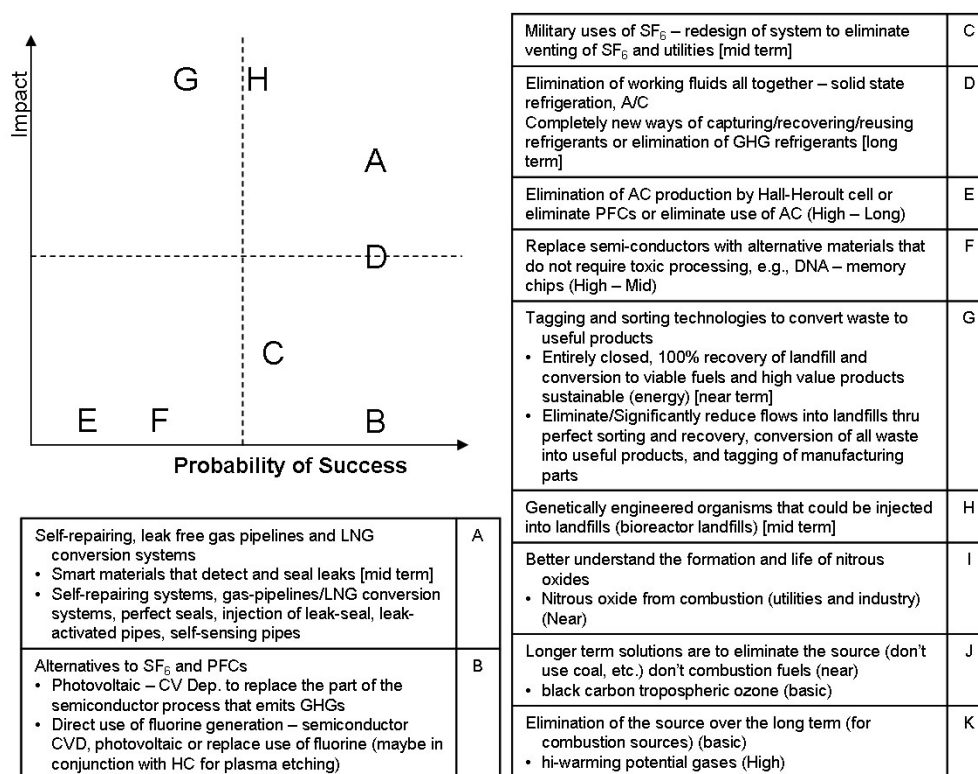 Impact
G H
A
D
C
E F B
Probability of Success
Self-repairing, leak free gas pipelines and LNG A
conversion systems
• Smart materials that detect and seal leaks [mid term]
• Self-repairing systems, gas-pipelines/LNG conversion
systems, perfect seals, injection of leak-seal, leak-
activated pipes, self-sensing pipes
Alternatives to SF₆ and PFCs B
• Photovoltaic – CV Dep. to replace the part of the
semiconductor process that emits GHGs
• Direct use of fluorine generation – semiconductor
CVD, photovoltaic or replace use of fluorine (maybe in
conjunction with HC for plasma etching)
Military uses of SF₆ – redesign of system to eliminate C
venting of SF₆ and utilities [mid term]
Elimination of working fluids all together – solid state D
refrigeration, A/C
Completely new ways of capturing/recovering/reusing
refrigerants or elimination of GHG refrigerants [long
term]
Elimination of AC production by Hall-Heroult cell or E
eliminate PFCs or eliminate use of AC (High – Long)
Replace semi-conductors with alternative materials that F
do not require toxic processing, e.g., DNA – memory
chips (High – Mid)
Tagging and sorting technologies to convert waste to G
useful products
• Entirely closed, 100% recovery of landfill and
conversion to viable fuels and high value products
sustainable (energy) [near term]
• Eliminate/Significantly reduce flows into landfills thru
perfect sorting and recovery, conversion of all waste
into useful products, and tagging of manufacturing
parts
Genetically engineered organisms that could be injected H
into landfills (bioreactor landfills) [mid term]
Better understand the formation and life of nitrous I
oxides
• Nitrous oxide from combustion (utilities and industry)
(Near)
Longer term solutions are to eliminate the source (don’t J
use coal, etc.) don’t combustion fuels (near)
• black carbon tropospheric ozone (basic)
Elimination of the source over the long term (for K
combustion sources) (basic)
• hi-warming potential gases (High)